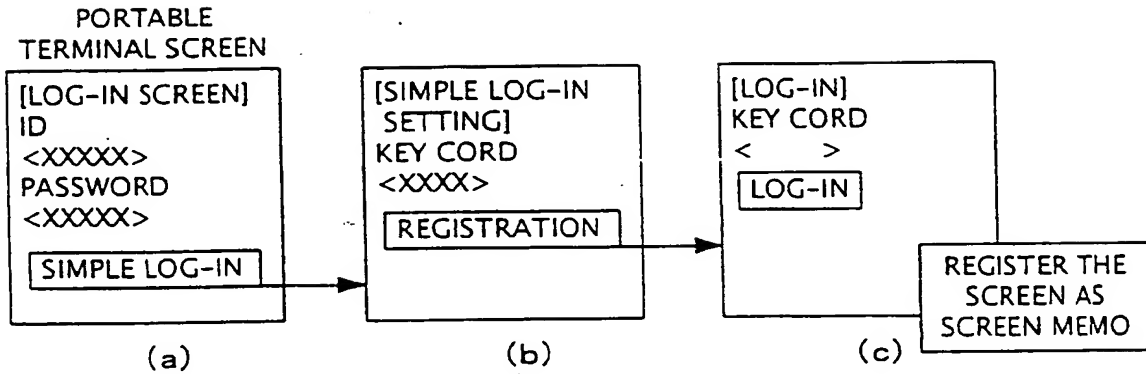 PORTABLE
TERMINAL SCREEN
[LOG-IN SCREEN]
ID
<XXXXX>
PASSWORD
<XXXXX>
SIMPLE LOG-IN
(a)
[SIMPLE LOG-IN
SETTING]
KEY CORD
<XXXX>
REGISTRATION
(b)
[LOG-IN]
KEY CORD
< >
LOG-IN
REGISTER THE
SCREEN AS
SCREEN MEMO
(c)